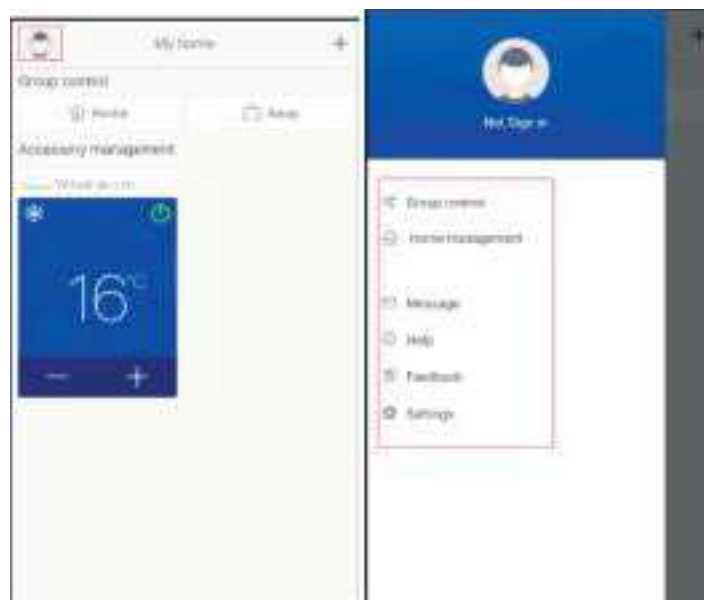 My home +
Group control
Home Away
Accessory management
16°C
− +
Not Sign in
Group control
Home management
Message
Help
Feedback
Settings